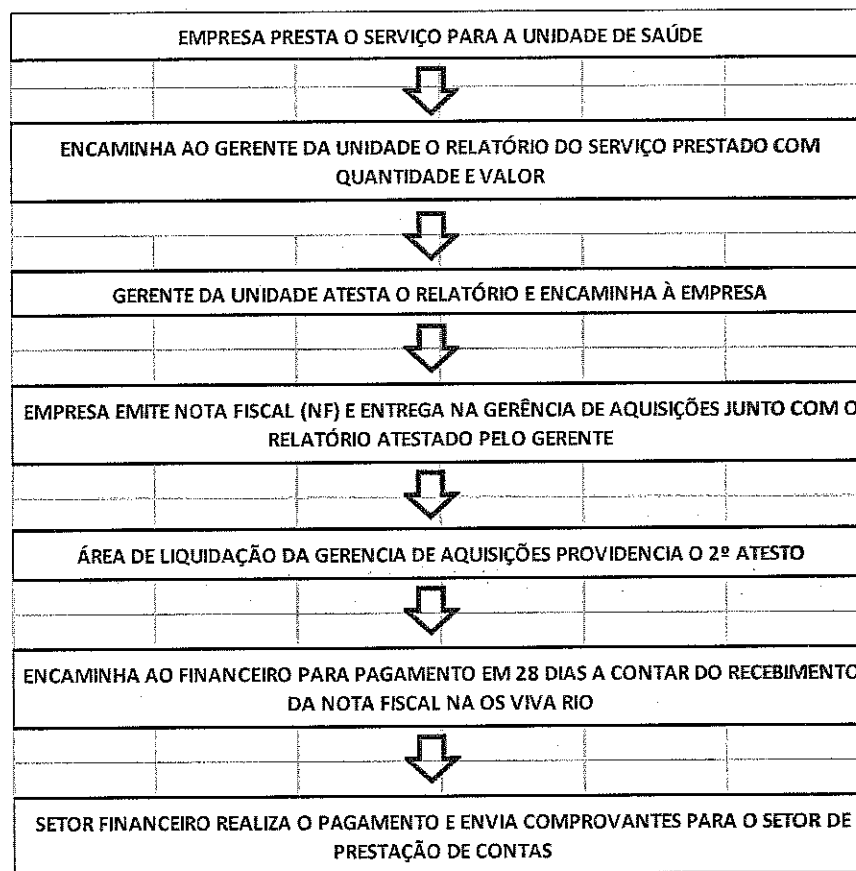 EMPRESA PRESTA O SERVIÇO PARA A UNIDADE DE SAÚDE
ENCAMINHA AO GERENTE DA UNIDADE O RELATÓRIO DO SERVIÇO PRESTADO COM
QUANTIDADE E VALOR
GERENTE DA UNIDADE ATESTA O RELATÓRIO E ENCAMINHA À EMPRESA
EMPRESA EMITE NOTA FISCAL (NF) E ENTREGA NA GERÊNCIA DE AQUISIÇÕES JUNTO COM O
RELATÓRIO ATESTADO PELO GERENTE
ÁREA DE LIQUIDAÇÃO DA GERENCIA DE AQUISIÇÕES PROVIDENCIA O 2º ATESTO
ENCAMINHA AO FINANCEIRO PARA PAGAMENTO EM 28 DIAS A CONTAR DO RECEBIMENTO
DA NOTA FISCAL NA OS VIVA RIO
SETOR FINANCEIRO REALIZA O PAGAMENTO E ENVIA COMPROVANTES PARA O SETOR DE
PRESTAÇÃO DE CONTAS